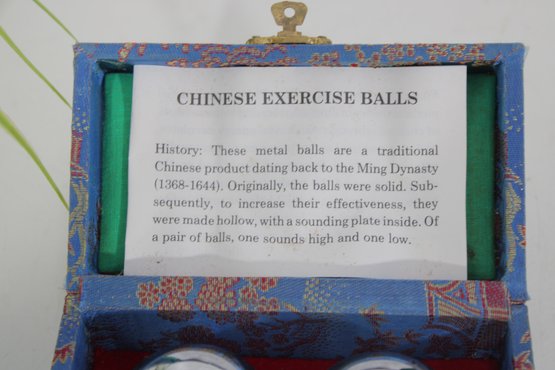 CHINESE EXERCISE BALLS
History: These metal balls are a traditional
Chinese product dating back to the Ming Dynasty
(1368-1644). Originally, the balls were solid. Sub-
sequently, to increase their effectiveness, they
were made hollow, with a sounding plate inside. Of
a pair of balls, one sounds high and one low.